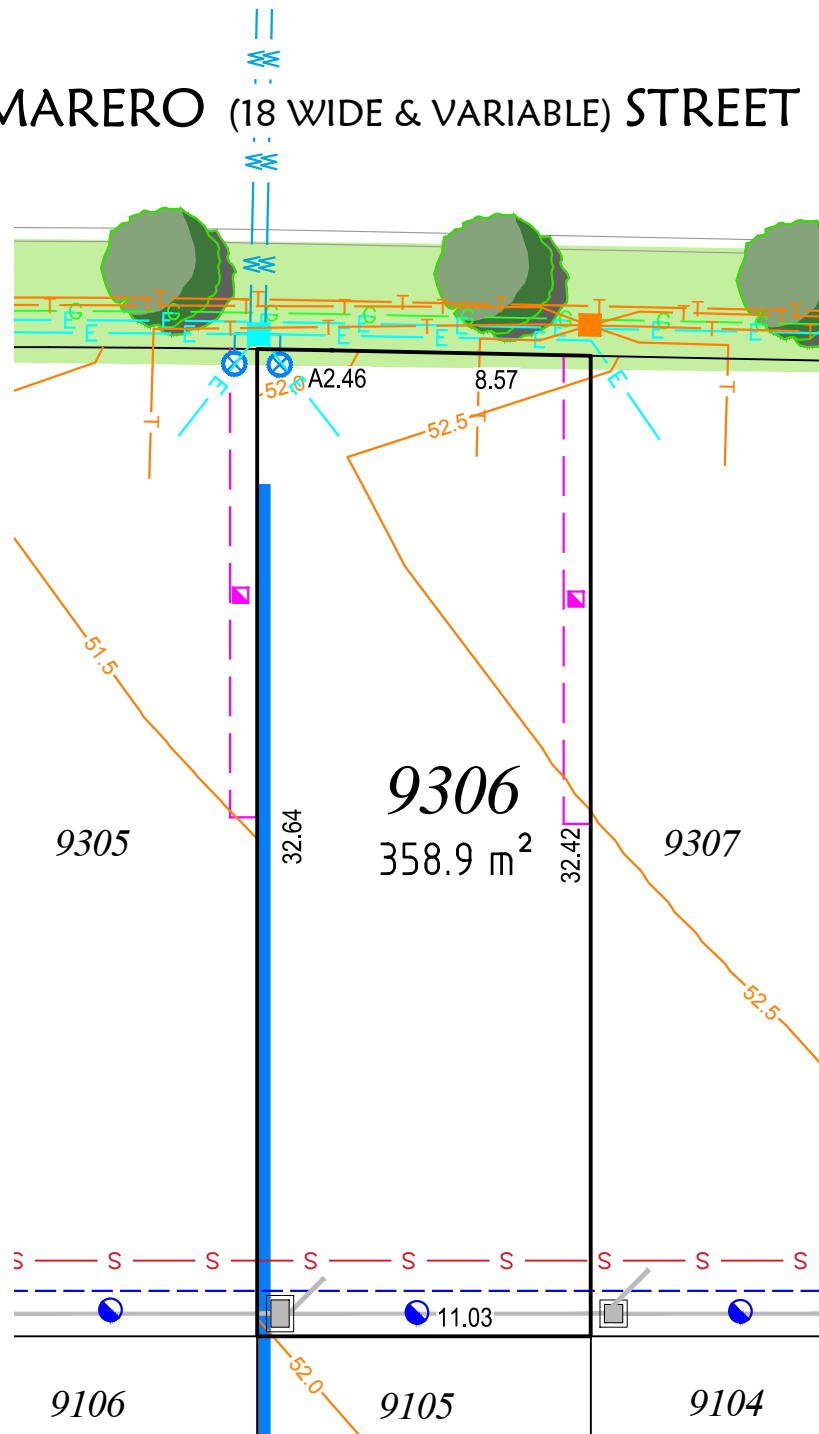 MARERO (18 WIDE & VARIABLE) STREET
T T T T T T T
G G G G
E E E E E E E E
T T T T
A2.46 8.57
52.0
E E E
T T T
52.5
51.5
9306
358.9 m²
9305
32.64
32.42
9307
52.5
S S S S S S S S S
11.03
52.0
9106
9105
9104